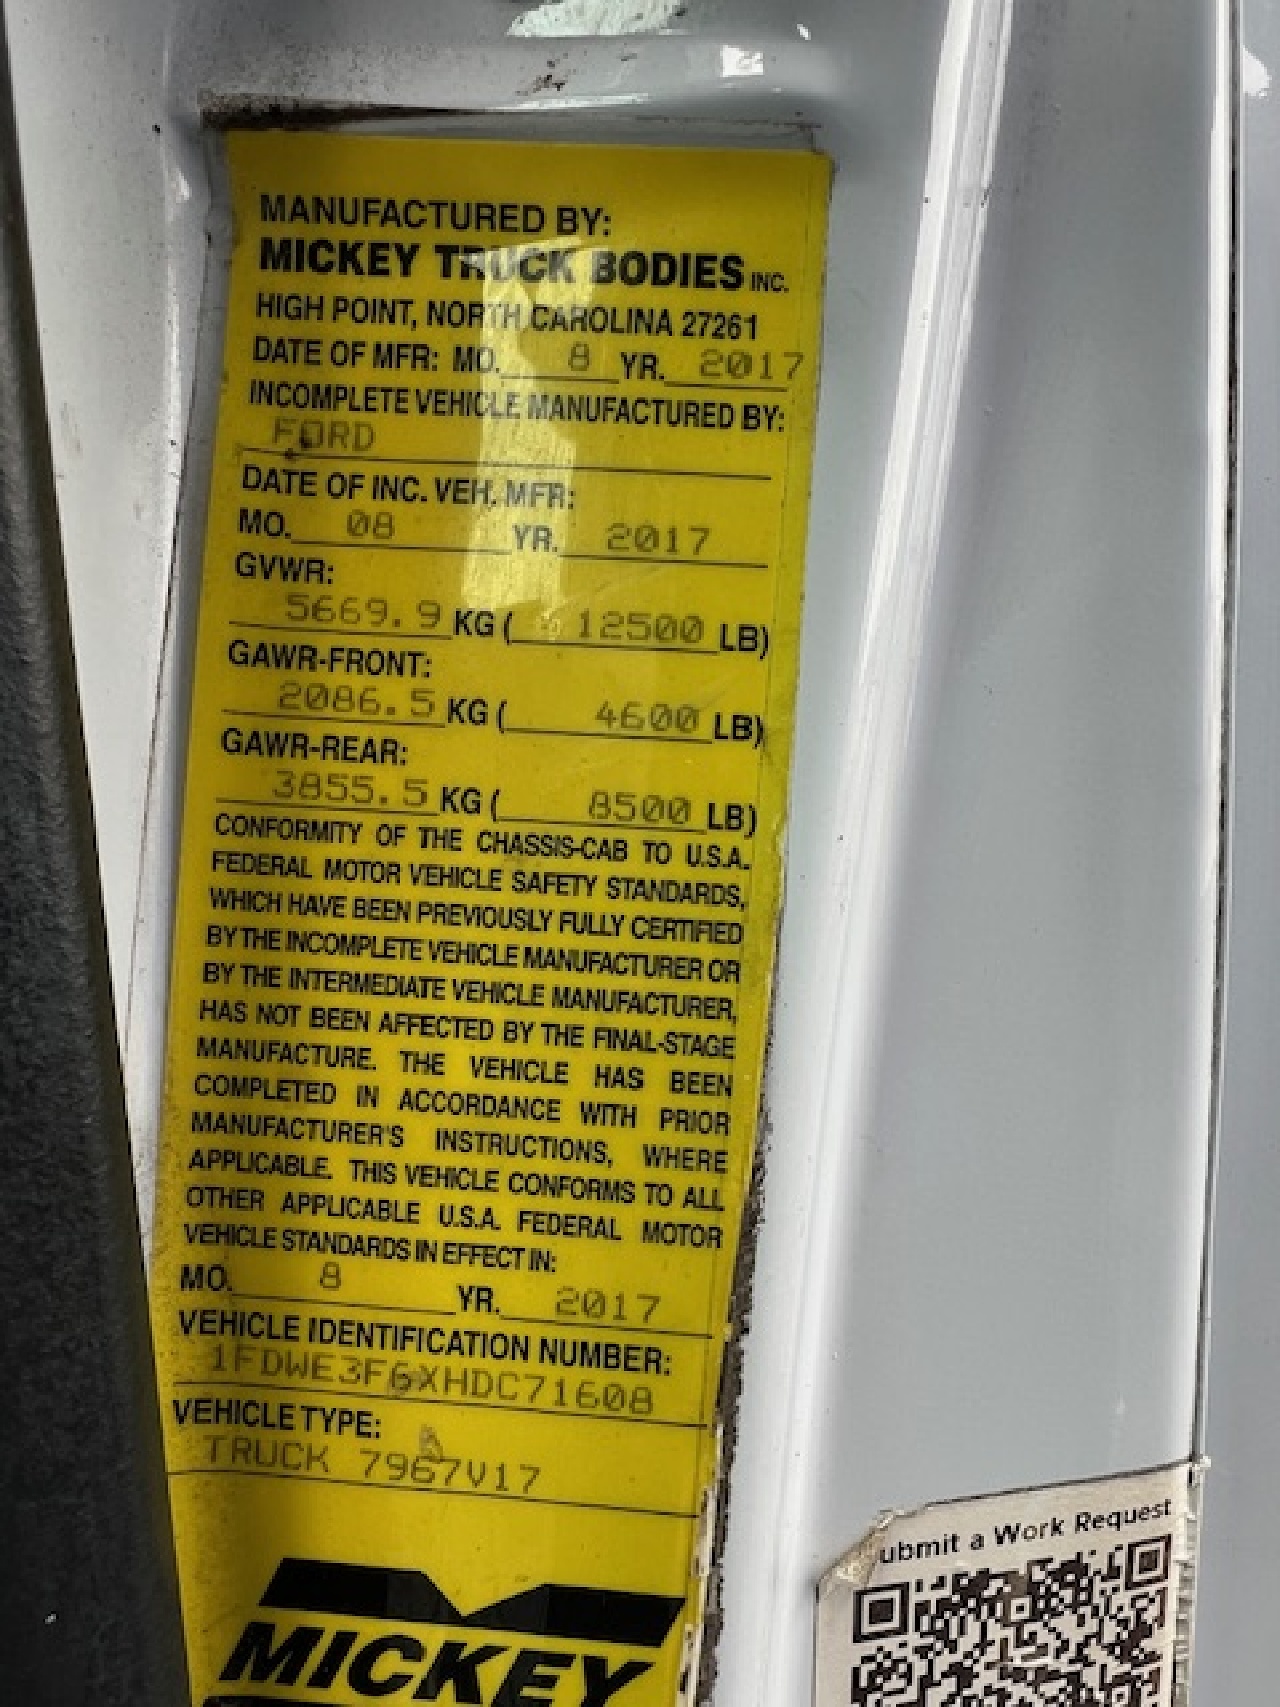 MANUFACTURED BY:
MICKEY TRUCK BODIES INC.
HIGH POINT, NORTH CAROLINA 27261
DATE OF MFR: MO. 8 YR. 2017
INCOMPLETE VEHICLE MANUFACTURED BY:
FORD
DATE OF INC. VEH. MFR:
MO. 08 YR. 2017
GVWR:
5669.9 KG ( 12500 LB)
GAWR-FRONT:
2086.5 KG ( 4600 LB)
GAWR-REAR:
3855.5 KG ( 8500 LB)
CONFORMITY OF THE CHASSIS-CAB TO U.S.A.
FEDERAL MOTOR VEHICLE SAFETY STANDARDS,
WHICH HAVE BEEN PREVIOUSLY FULLY CERTIFIED
BY THE INCOMPLETE VEHICLE MANUFACTURER OR
BY THE INTERMEDIATE VEHICLE MANUFACTURER,
HAS NOT BEEN AFFECTED BY THE FINAL-STAGE
MANUFACTURE. THE VEHICLE HAS BEEN
COMPLETED IN ACCORDANCE WITH PRIOR
MANUFACTURER'S INSTRUCTIONS, WHERE
APPLICABLE. THIS VEHICLE CONFORMS TO ALL
OTHER APPLICABLE U.S.A. FEDERAL MOTOR
VEHICLE STANDARDS IN EFFECT IN:
MO. 8 YR. 2017
VEHICLE IDENTIFICATION NUMBER:
1FDWE3F6XHDC71608
VEHICLE TYPE:
TRUCK 7967V17
MICKEY
ubmit a Work Request